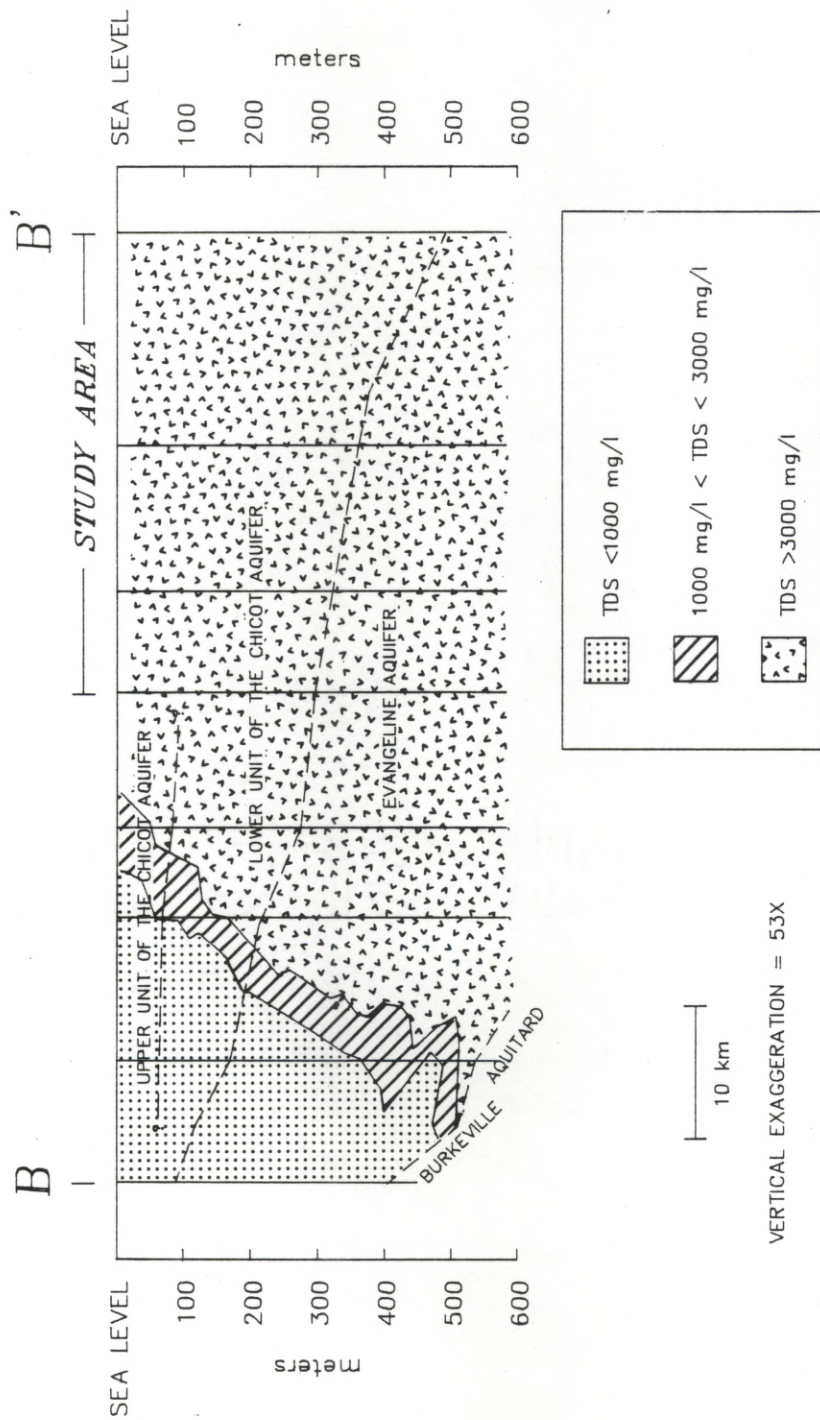 B
B'
STUDY AREA
SEA LEVEL
100
200
300
400
500
600
meters
SEA LEVEL
100
200
300
400
500
600
meters
UPPER UNIT OF THE CHICOT AQUIFER
LOWER UNIT OF THE CHICOT AQUIFER
EVANGELINE AQUIFER
BURKEVILLE AQUITARD
10 km
VERTICAL EXAGGERATION = 53X
TDS <1000 mg/l
1000 mg/l < TDS < 3000 mg/l
TDS >3000 mg/l